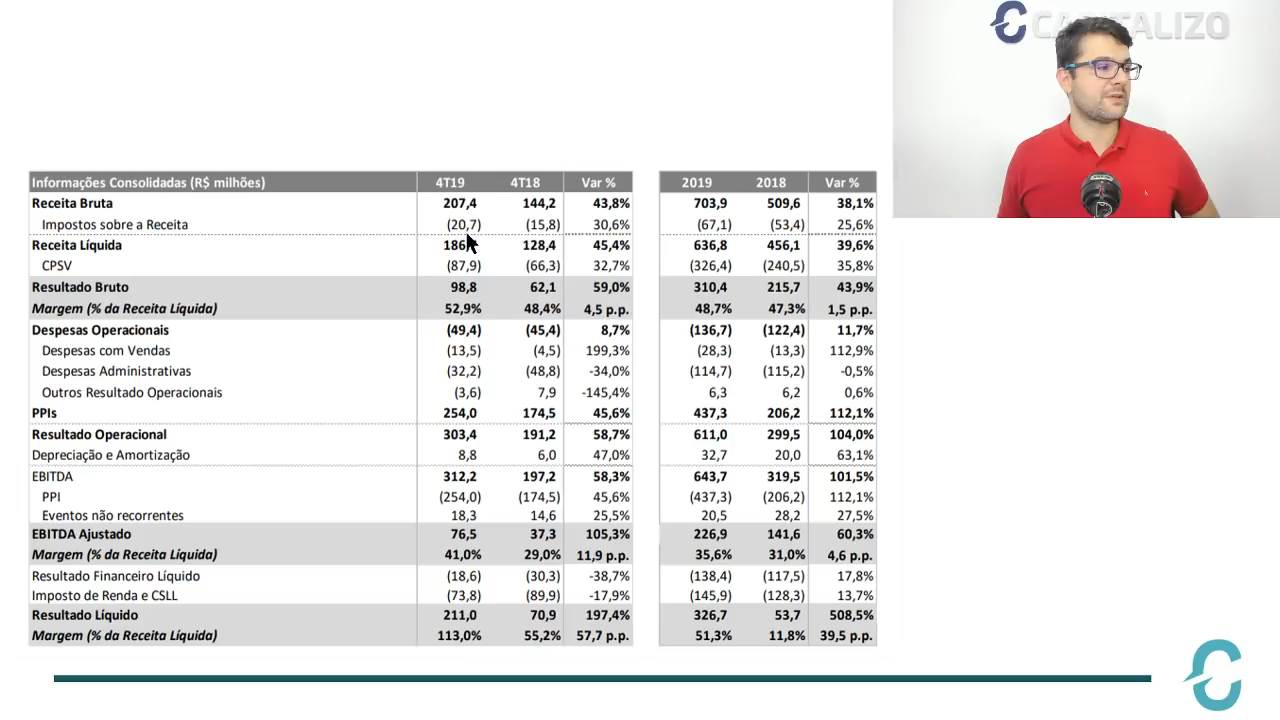 CAPITALIZO
Informações Consolidadas (R$ milhões) 4T19 4T18 Var % 2019 2018 Var %
Receita Bruta 207,4 144,2 43,8% 703,9 509,6 38,1%
Impostos sobre a Receita (20,7) (15,8) 30,6% (67,1) (53,4) 25,6%
Receita Líquida 186 128,4 45,4% 636,8 456,1 39,6%
CPSV (87,9) (66,3) 32,7% (326,4) (240,5) 35,8%
Resultado Bruto 98,8 62,1 59,0% 310,4 215,7 43,9%
Margem (% da Receita Líquida) 52,9% 48,4% 4,5 p.p. 48,7% 47,3% 1,5 p.p.
Despesas Operacionais (49,4) (45,4) 8,7% (136,7) (122,4) 11,7%
Despesas com Vendas (13,5) (4,5) 199,3% (28,3) (13,3) 112,9%
Despesas Administrativas (32,2) (48,8) -34,0% (114,7) (115,2) -0,5%
Outros Resultado Operacionais (3,6) 7,9 -145,4% 6,3 6,2 0,6%
PPIs 254,0 174,5 45,6% 437,3 206,2 112,1%
Resultado Operacional 303,4 191,2 58,7% 611,0 299,5 104,0%
Depreciação e Amortização 8,8 6,0 47,0% 32,7 20,0 63,1%
EBITDA 312,2 197,2 58,3% 643,7 319,5 101,5%
PPI (254,0) (174,5) 45,6% (437,3) (206,2) 112,1%
Eventos não recorrentes 18,3 14,6 25,5% 20,5 28,2 27,5%
EBITDA Ajustado 76,5 37,3 105,3% 226,9 141,6 60,3%
Margem (% da Receita Líquida) 41,0% 29,0% 11,9 p.p. 35,6% 31,0% 4,6 p.p.
Resultado Financeiro Líquido (18,6) (30,3) -38,7% (138,4) (117,5) 17,8%
Imposto de Renda e CSLL (73,8) (89,9) -17,9% (145,9) (128,3) 13,7%
Resultado Líquido 211,0 70,9 197,4% 326,7 53,7 508,5%
Margem (% da Receita Líquida) 113,0% 55,2% 57,7 p.p. 51,3% 11,8% 39,5 p.p.